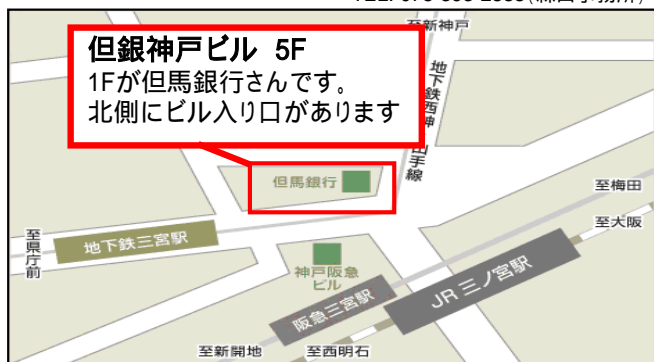 至新神戸
但銀神戸ビル 5F
1Fが但馬銀行さんです。
北側にビル入り口があります
地下鉄西神
山手線
但馬銀行
至梅田
至大阪
至県庁前
地下鉄三宮駅
神戸阪急
ビル
阪急三宮駅
JR三ノ宮駅
至新開地
至西明石